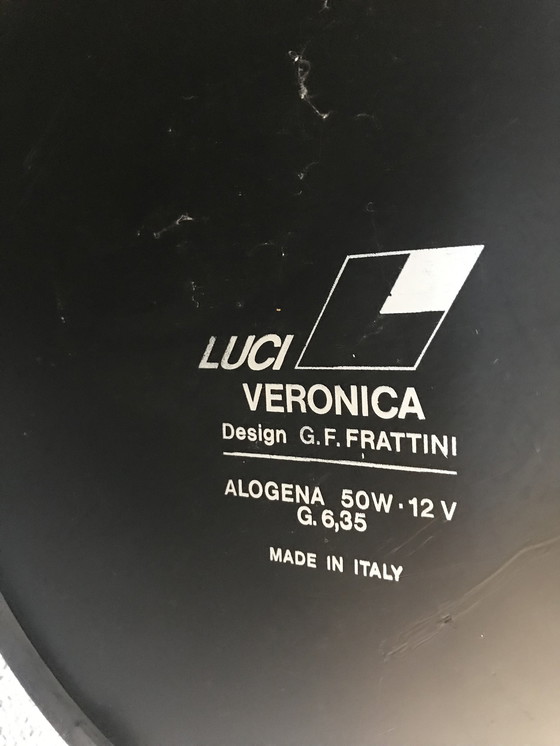 LUCI
VERONICA
Design G.F. FRATTINI
ALOGENA 50W·12 V
G.6,35
MADE IN ITALY